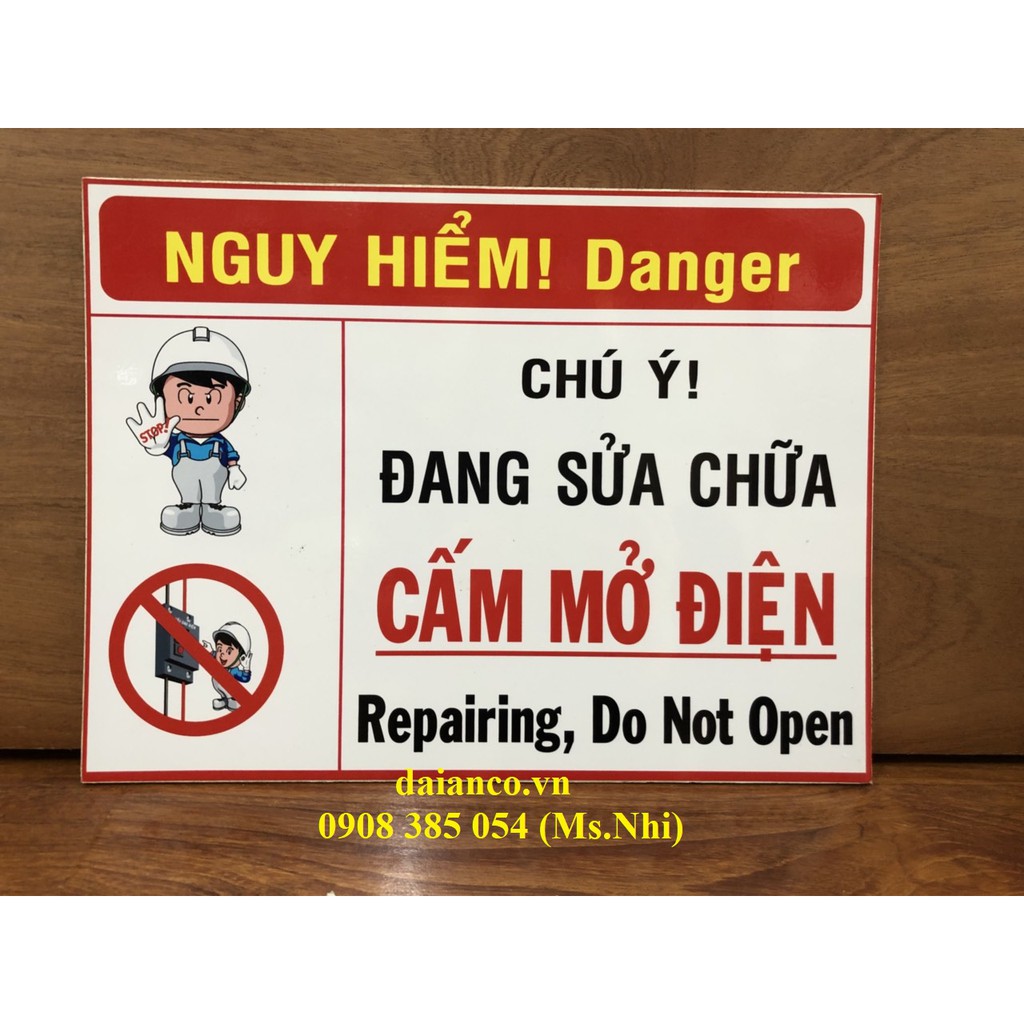 NGUY HIỂM! Danger
STOP!
CHÚ Ý!
ĐANG SỬA CHỮA
CẤM MỞ ĐIỆN
Repairing, Do Not Open
daianco.vn
0908 385 054 (Ms.Nhi)